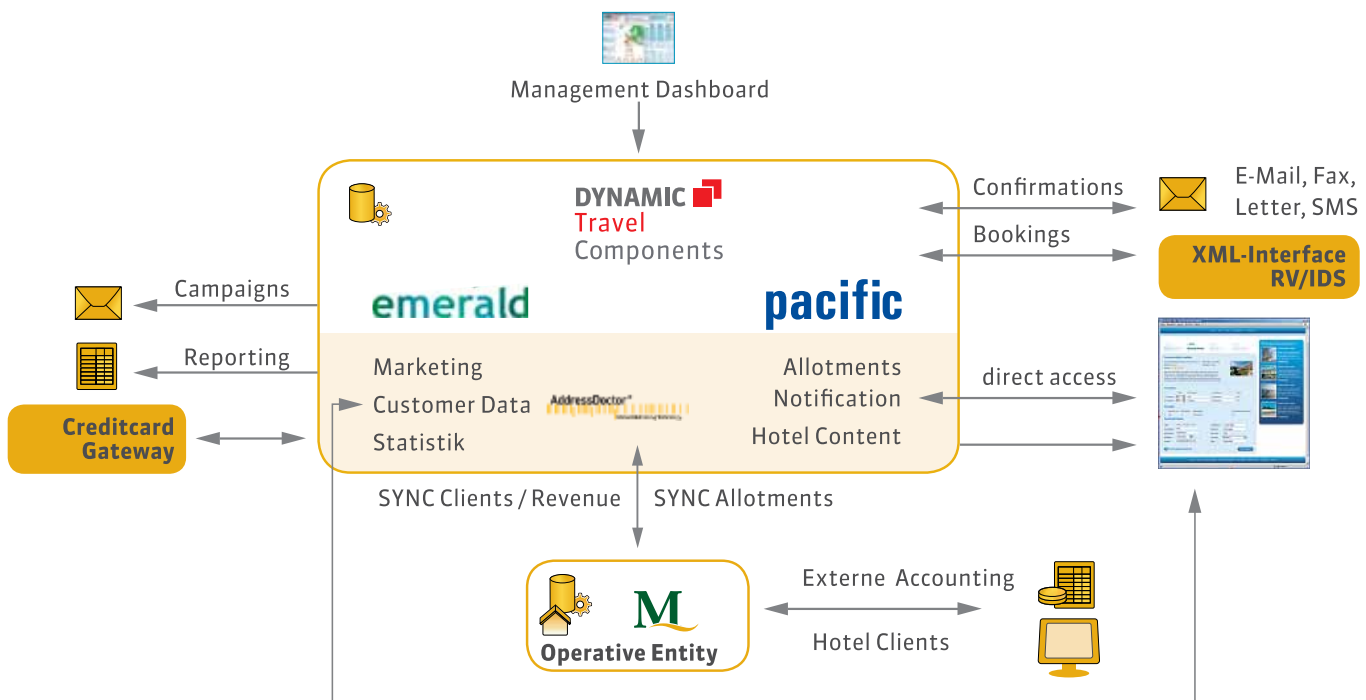 Management Dashboard
DYNAMIC
Travel
Components
Confirmations
E-Mail, Fax,
Letter, SMS
Bookings
XML-Interface
RV/IDS
Campaigns
emerald
pacific
Reporting
Marketing
Allotments
direct access
Customer Data
AddressDoctor®
Notification
Creditcard
Gateway
Statistik
Hotel Content
SYNC Clients / Revenue
SYNC Allotments
Externe Accounting
M
Operative Entity
Hotel Clients